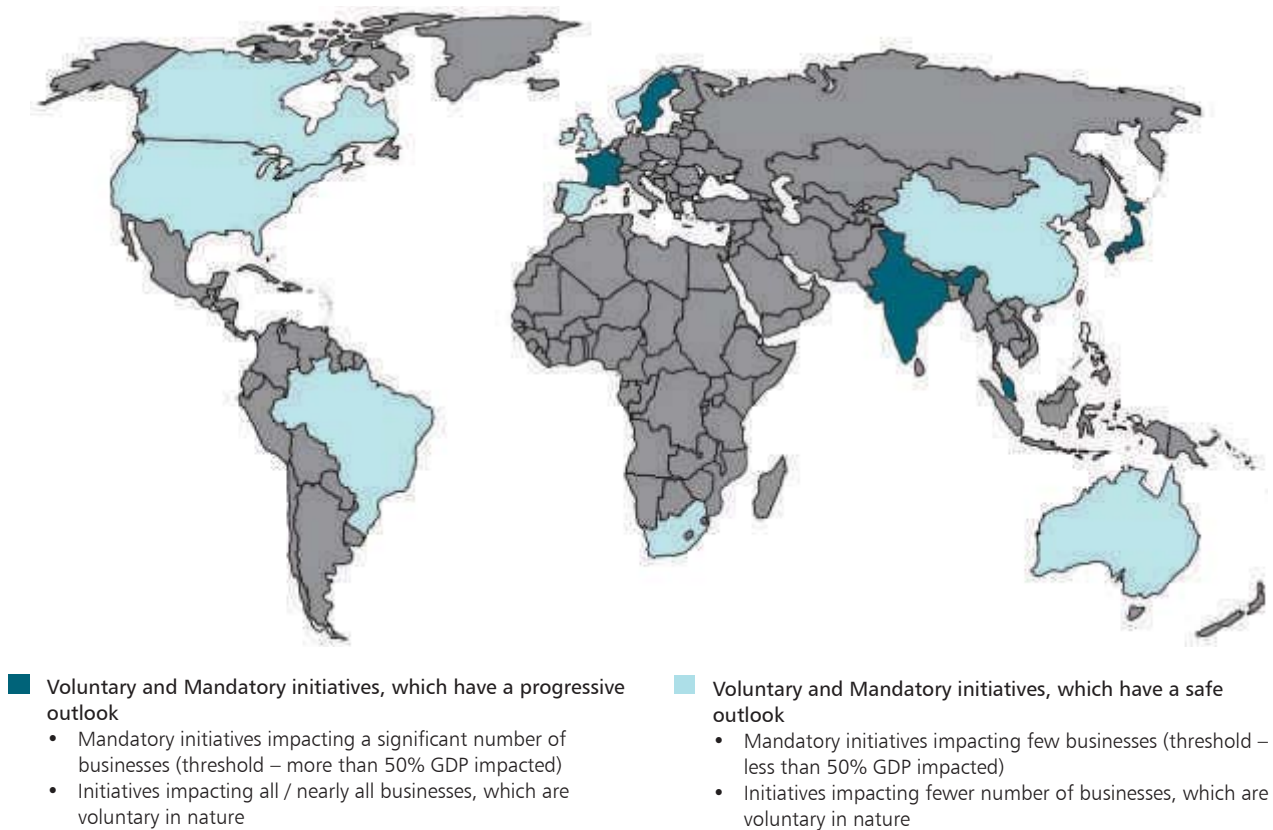 Voluntary and Mandatory initiatives, which have a progressive
outlook
• Mandatory initiatives impacting a significant number of
businesses (threshold – more than 50% GDP impacted)
• Initiatives impacting all / nearly all businesses, which are
voluntary in nature
Voluntary and Mandatory initiatives, which have a safe
outlook
• Mandatory initiatives impacting few businesses (threshold –
less than 50% GDP impacted)
• Initiatives impacting fewer number of businesses, which are
voluntary in nature